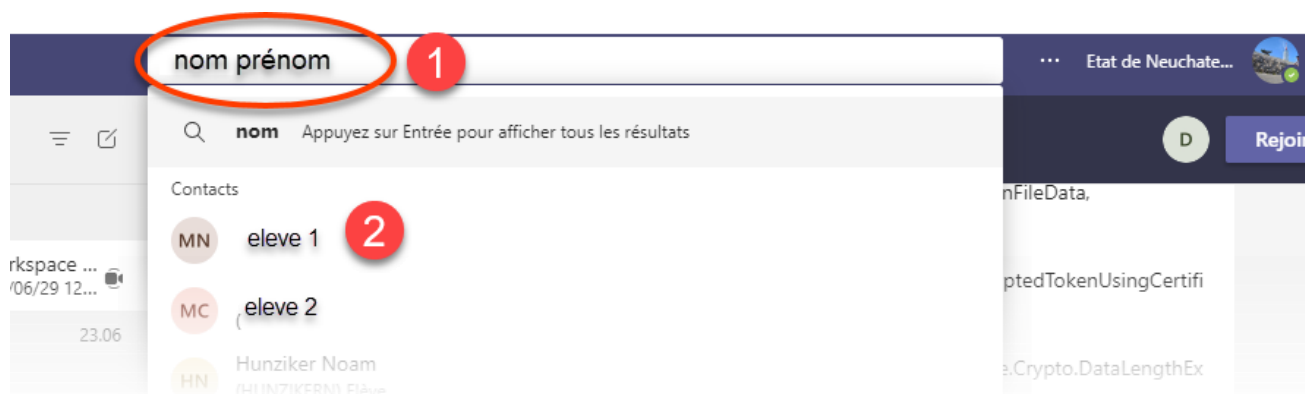 nom prénom
1
... Etat de Neuchate...
nom Appuyez sur Entrée pour afficher tous les résultats
D
Rejoir
Contacts
nFileData,
MN eleve 1
2
rkspace ...
/06/29 12...
ptedTokenUsingCertifi
MC eleve 2
(
23.06
HN Hunziker Noam
(HUNZIKERN) Elève
e.Crypto.DataLengthEx